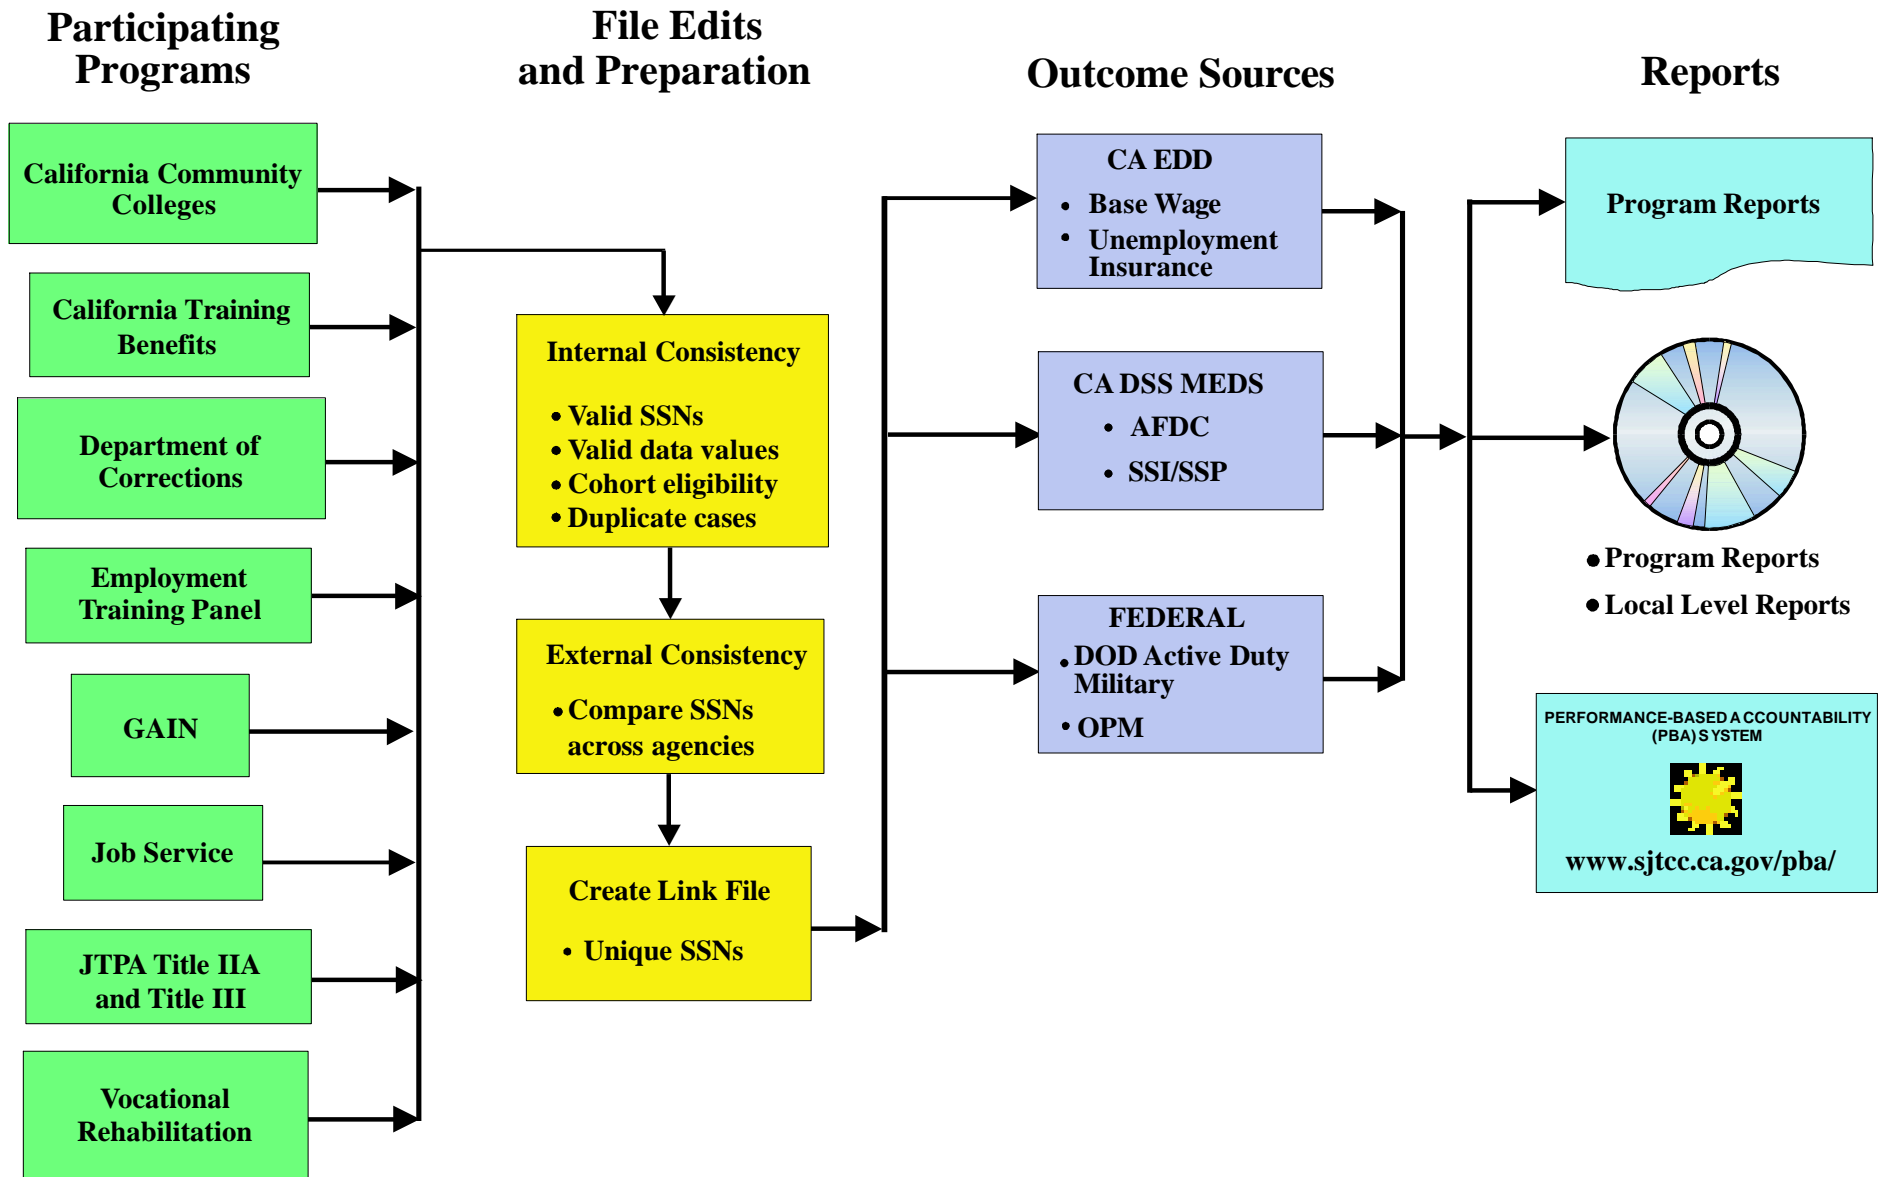 Participating
Programs
California Community
Colleges
California Training
Benefits
Department of
Corrections
Employment
Training Panel
GAIN
Job Service
JTPA Title IIA
and Title III
Vocational
Rehabilitation
File Edits
and Preparation
Internal Consistency
• Valid SSNs
• Valid data values
• Cohort eligibility
• Duplicate cases
External Consistency
• Compare SSNs
across agencies
Create Link File
• Unique SSNs
Outcome Sources
CA EDD
• Base Wage
• Unemployment
Insurance
CA DSS MEDS
• AFDC
• SSI/SSP
FEDERAL
• DOD Active Duty
Military
• OPM
Reports
Program Reports
• Program Reports
• Local Level Reports
PERFORMANCE-BASED ACCOUNTABILITY
(PBA) SYSTEM
www.sjtcc.ca.gov/pba/